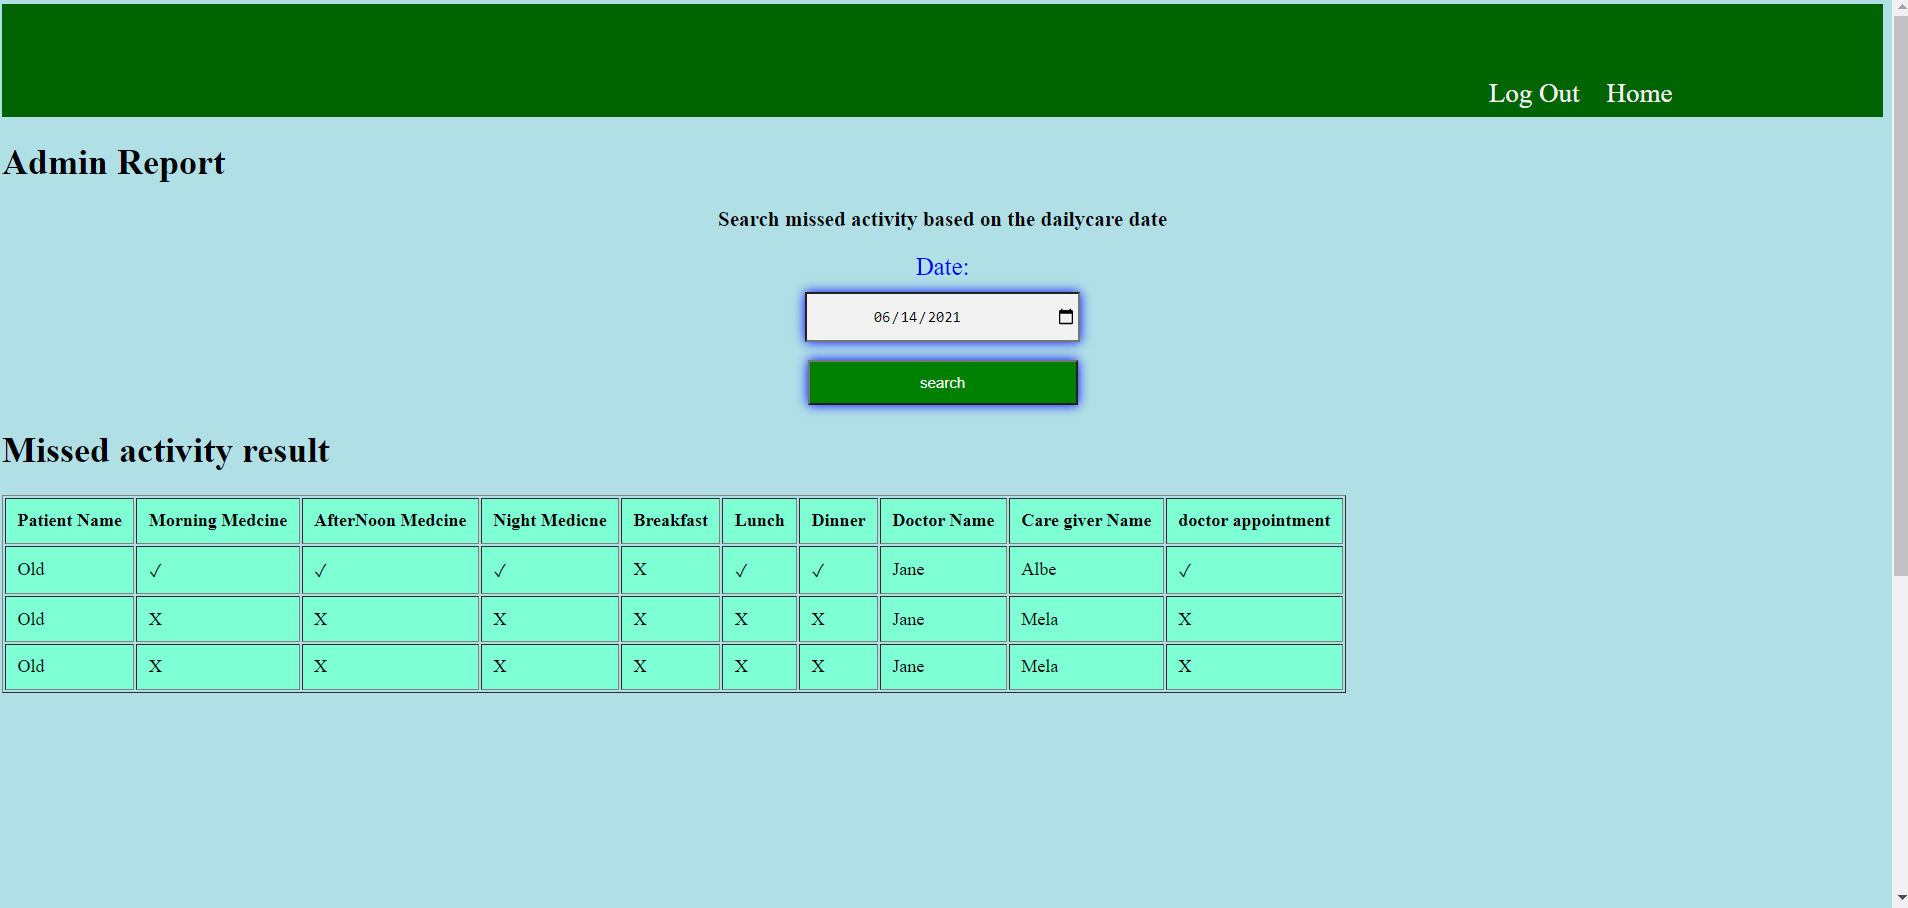 Log Out Home
Admin Report
Search missed activity based on the dailycare date
Date:
06/14/2021
search
Missed activity result
Patient Name Morning Medcine AfterNoon Medcine Night Medicne Breakfast Lunch Dinner Doctor Name Care giver Name doctor appointment
Old ✓ ✓ ✓ X ✓ ✓ Jane Albe ✓
Old X X X X X X Jane Mela X
Old X X X X X X Jane Mela X